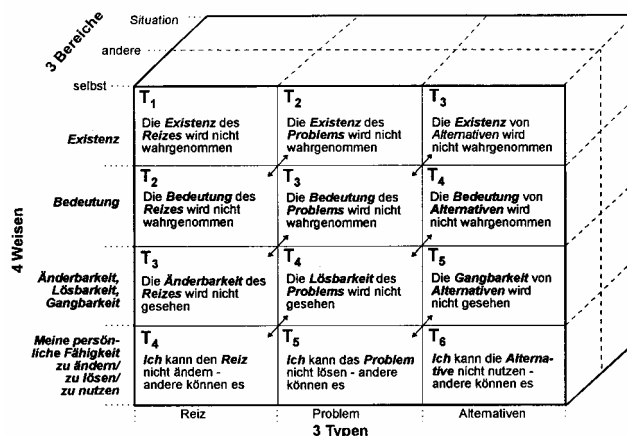 3 Bereiche
Situation
andere
selbst
4 Weisen
Existenz
T1
Die Existenz des
Reizes wird nicht
wahrgenommen
T2
Die Existenz des
Problems wird nicht
wahrgenommen
T3
Die Existenz von
Alternativen wird
nicht wahrgenommen
Bedeutung
T2
Die Bedeutung des
Reizes wird nicht
wahrgenommen
T3
Die Bedeutung des
Problems wird nicht
wahrgenommen
T4
Die Bedeutung von
Alternativen wird
nicht wahrgenommen
Änderbarkeit,
Lösbarkeit,
Gangbarkeit
T3
Die Änderbarkeit des
Reizes wird nicht
gesehen
T4
Die Lösbarkeit des
Problems wird nicht
gesehen
T5
Die Gangbarkeit von
Alternativen wird
nicht gesehen
Meine persön-
liche Fähigkeit
zu ändern/
zu lösen/
zu nutzen
T4
Ich kann den Reiz
nicht ändern -
andere können es
T5
Ich kann das Problem
nicht lösen - andere
können es
T6
Ich kann die Alterna-
tive nicht nutzen -
andere können es
Reiz
Problem
Alternativen
3 Typen